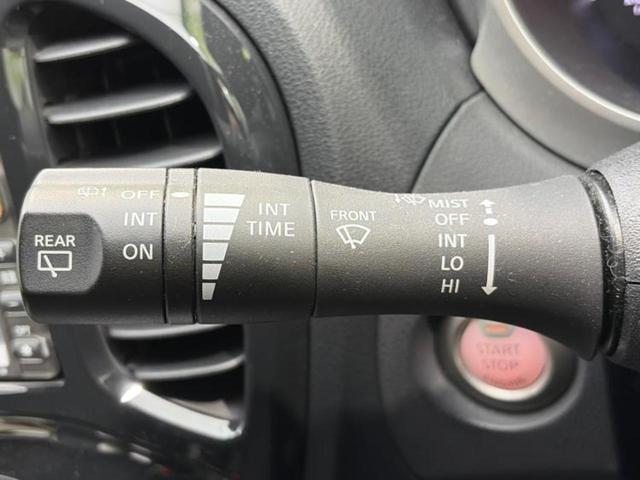 OFF
INT
ON
REAR
INT
TIME
FRONT
MIST
OFF
INT
LO
HI
START
STOP